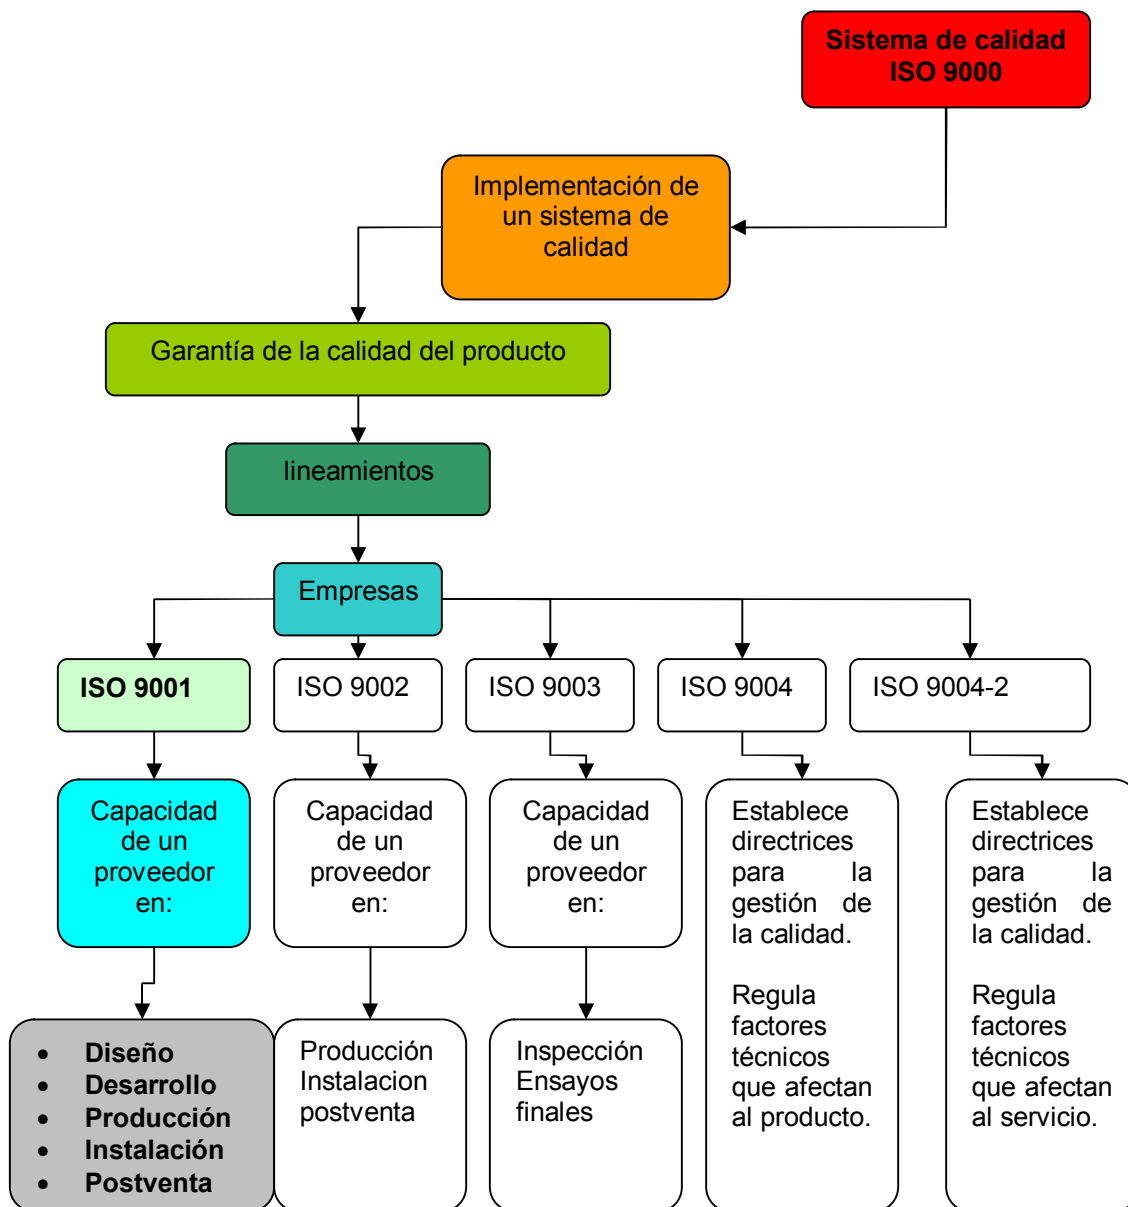 Sistema de calidad
ISO 9000
Implementación de
un sistema de
calidad
Garantía de la calidad del producto
lineamientos
Empresas
ISO 9001
ISO 9002
ISO 9003
ISO 9004
ISO 9004-2
Capacidad
de un
proveedor
en:
Capacidad
de un
proveedor
en:
Capacidad
de un
proveedor
en:
Establece
directrices
para la
gestión de
la calidad.
Regula
factores
técnicos
que afectan
al producto.
Establece
directrices
para la
gestión de
la calidad.
Regula
factores
técnicos
que afectan
al servicio.
• Diseño
• Desarrollo
• Producción
• Instalación
• Postventa
Producción
Instalacion
postventa
Inspección
Ensayos
finales